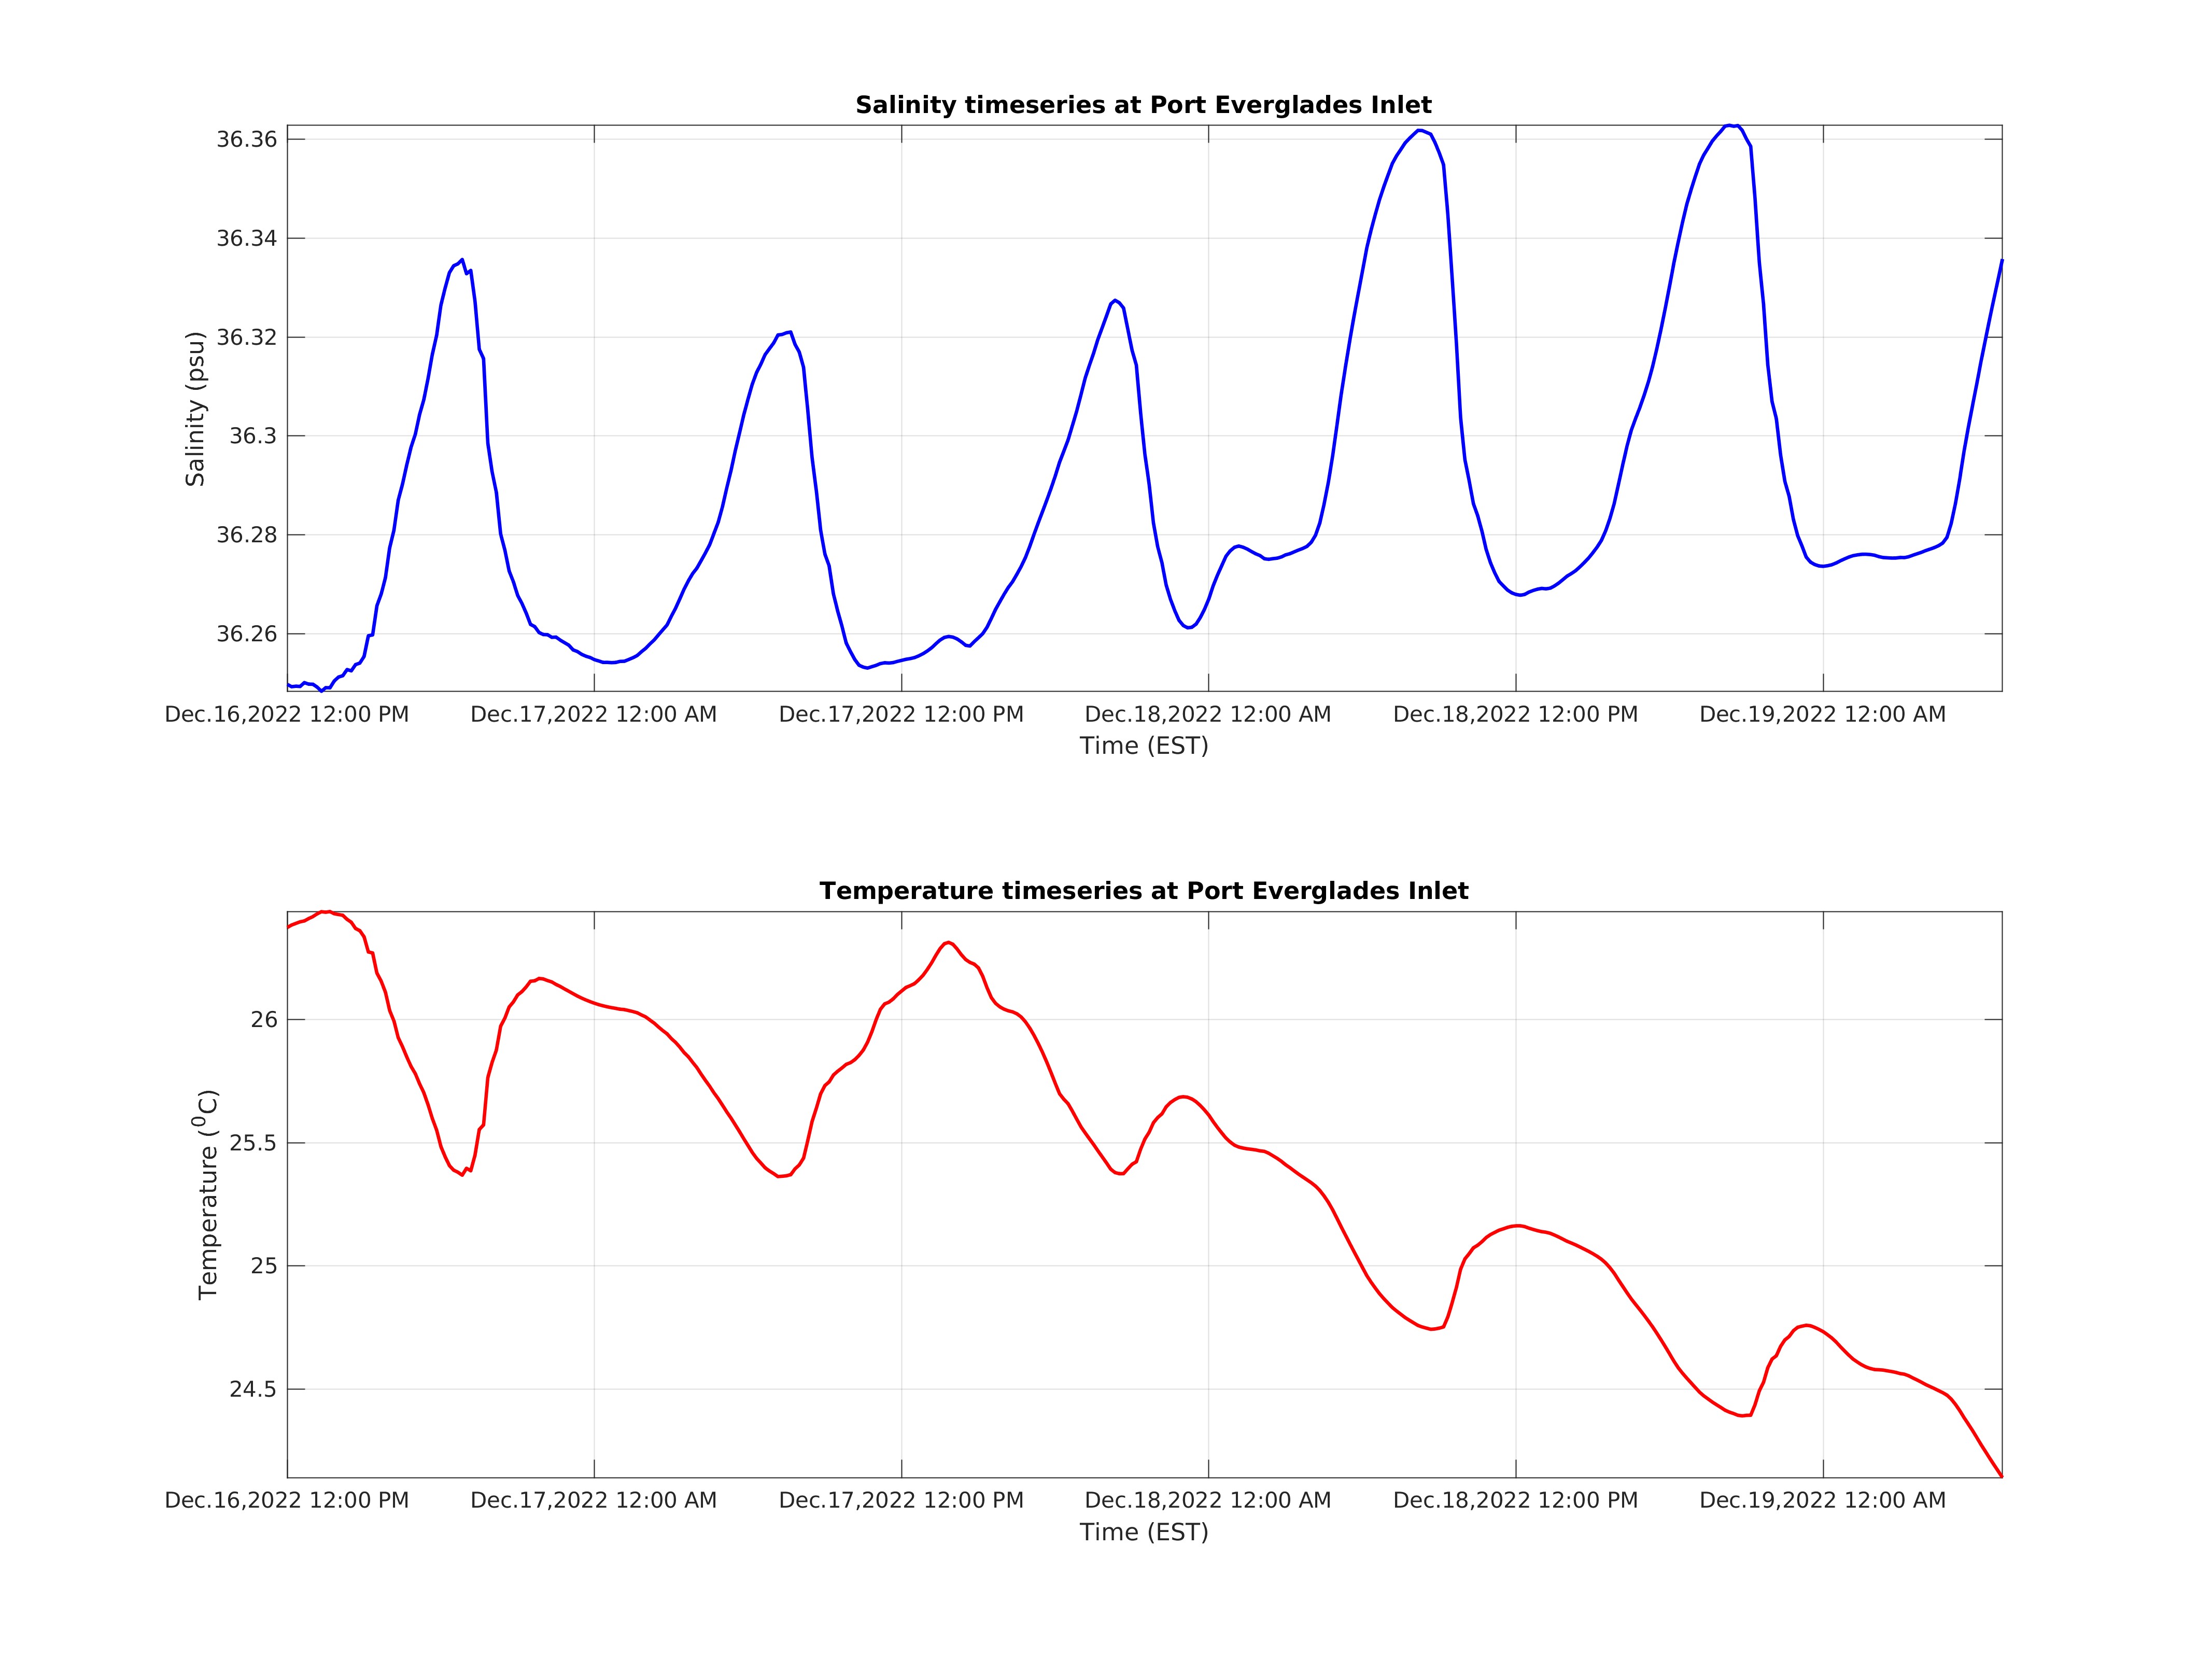 Salinity timeseries at Port Everglades Inlet
36.36
36.34
36.32
36.3
36.28
36.26
Salinity (psu)
Dec.16,2022 12:00 PM Dec.17,2022 12:00 AM Dec.17,2022 12:00 PM Dec.18,2022 12:00 AM Dec.18,2022 12:00 PM Dec.19,2022 12:00 AM
Time (EST)
Temperature timeseries at Port Everglades Inlet
26
25.5
25
24.5
Temperature (⁰C)
Dec.16,2022 12:00 PM Dec.17,2022 12:00 AM Dec.17,2022 12:00 PM Dec.18,2022 12:00 AM Dec.18,2022 12:00 PM Dec.19,2022 12:00 AM
Time (EST)